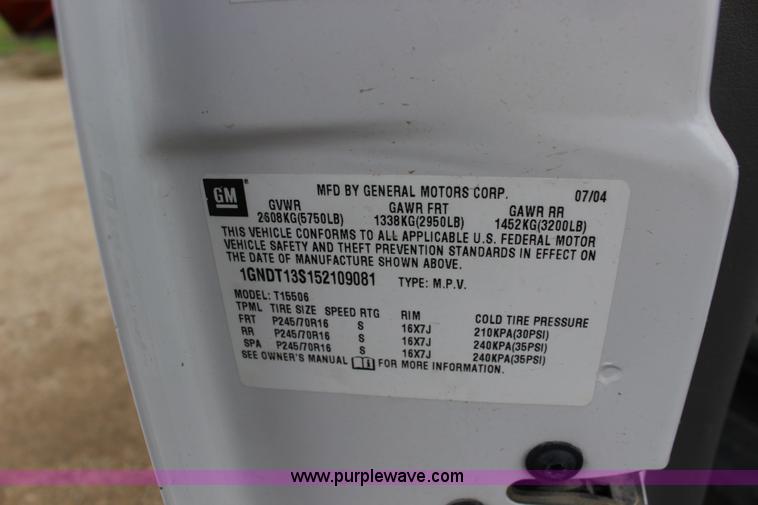 GM
MFD BY GENERAL MOTORS CORP. 07/04
GVWR GAWR FRT GAWR RR
2608KG(5750LB) 1338KG(2950LB) 1452KG(3200LB)
THIS VEHICLE CONFORMS TO ALL APPLICABLE U.S. FEDERAL MOTOR
VEHICLE SAFETY AND THEFT PREVENTION STANDARDS IN EFFECT ON
THE DATE OF MANUFACTURE SHOWN ABOVE.
1GNDT13S152109081 TYPE: M.P.V.
MODEL: T15506
TPML TIRE SIZE SPEED RTG RIM COLD TIRE PRESSURE
FRT P245/70R16 S 16X7J 210KPA(30PSI)
RR P245/70R16 S 16X7J 240KPA(35PSI)
SPA P245/70R16 S 16X7J 240KPA(35PSI)
SEE OWNER'S MANUAL FOR MORE INFORMATION.
www.purplewave.com